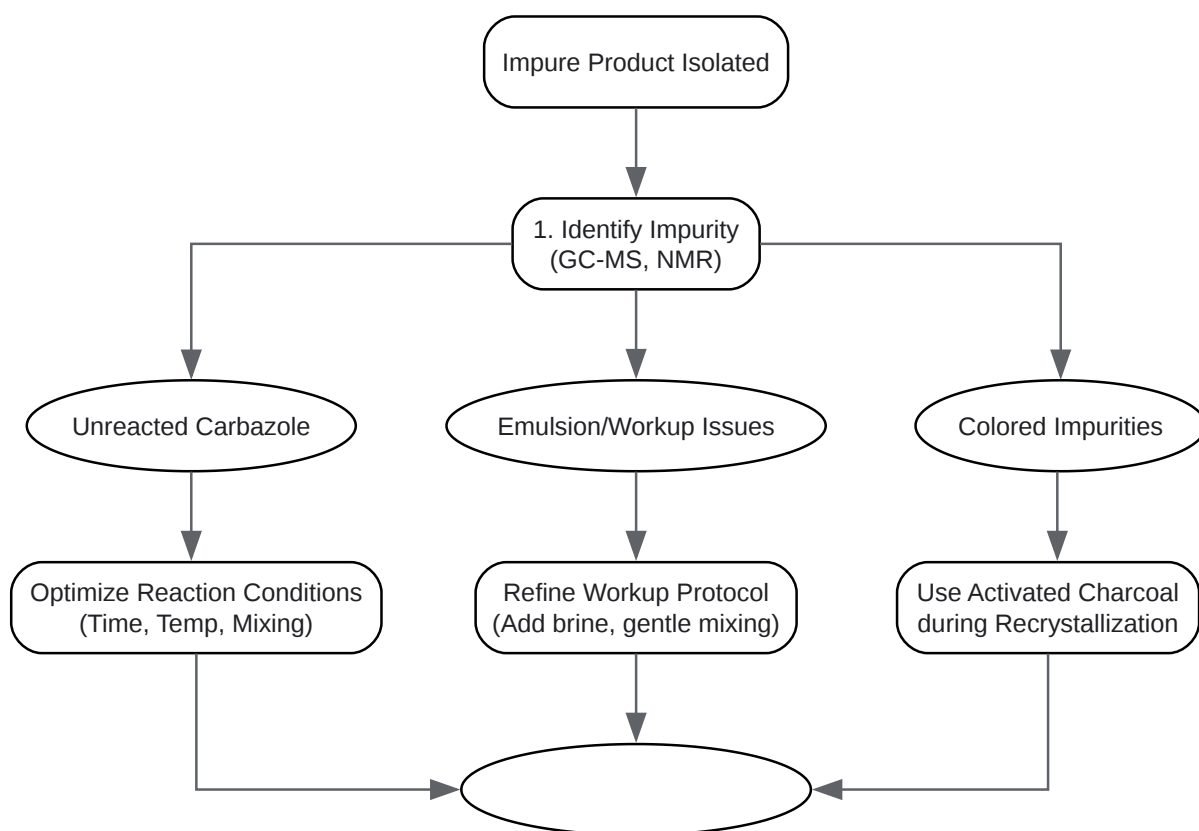 Impure Product Isolated
1. Identify Impurity
(GC-MS, NMR)
Unreacted Carbazole
Emulsion/Workup Issues
Colored Impurities
Optimize Reaction Conditions
(Time, Temp, Mixing)
Refine Workup Protocol
(Add brine, gentle mixing)
Use Activated Charcoal
during Recrystallization